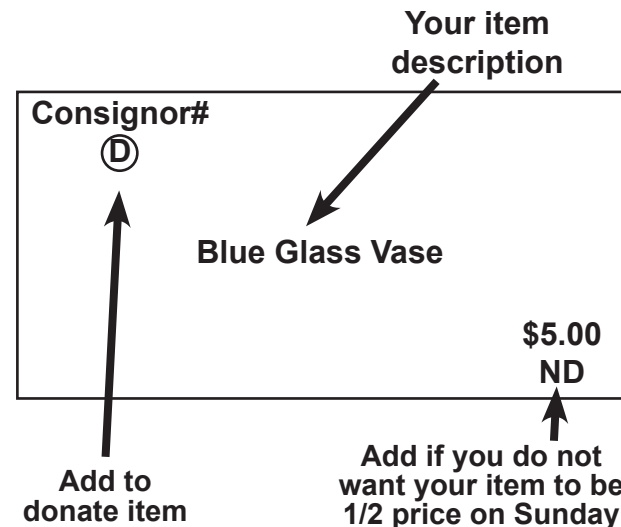 Your item
description
Consignor#
D
Blue Glass Vase
$5.00
ND
Add to
donate item
Add if you do not
want your item to be
1/2 price on Sunday